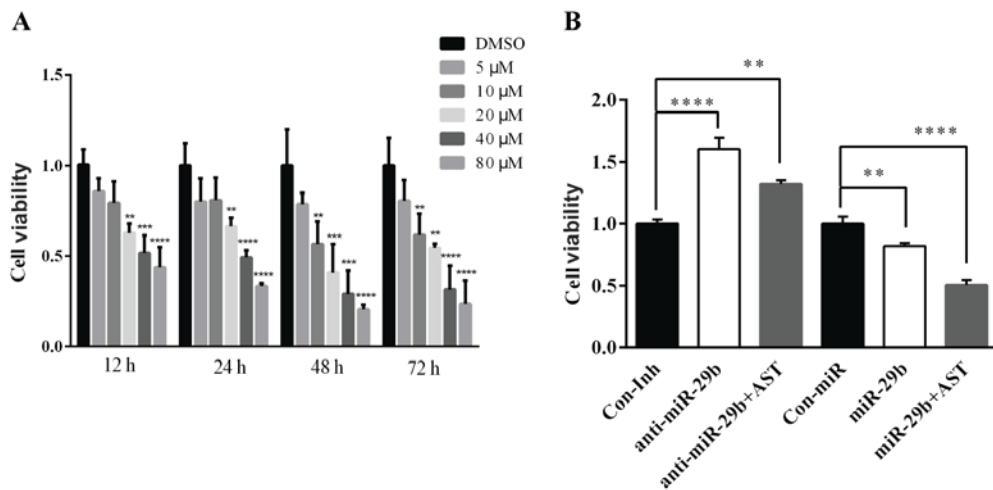 A
DMSO
5 µM
10 µM
20 µM
40 µM
80 µM
Cell viability
1.5
1.0
0.5
0.0
** *** ****
** **** ****
** *** *** ****
** ** **** ****
12 h 24 h 48 h 72 h
B
Cell viability
2.0
1.5
1.0
0.5
0.0
**
****
****
**
Con-Inh
anti-miR-29b
anti-miR-29b+AST
Con-miR
miR-29b
miR-29b+AST